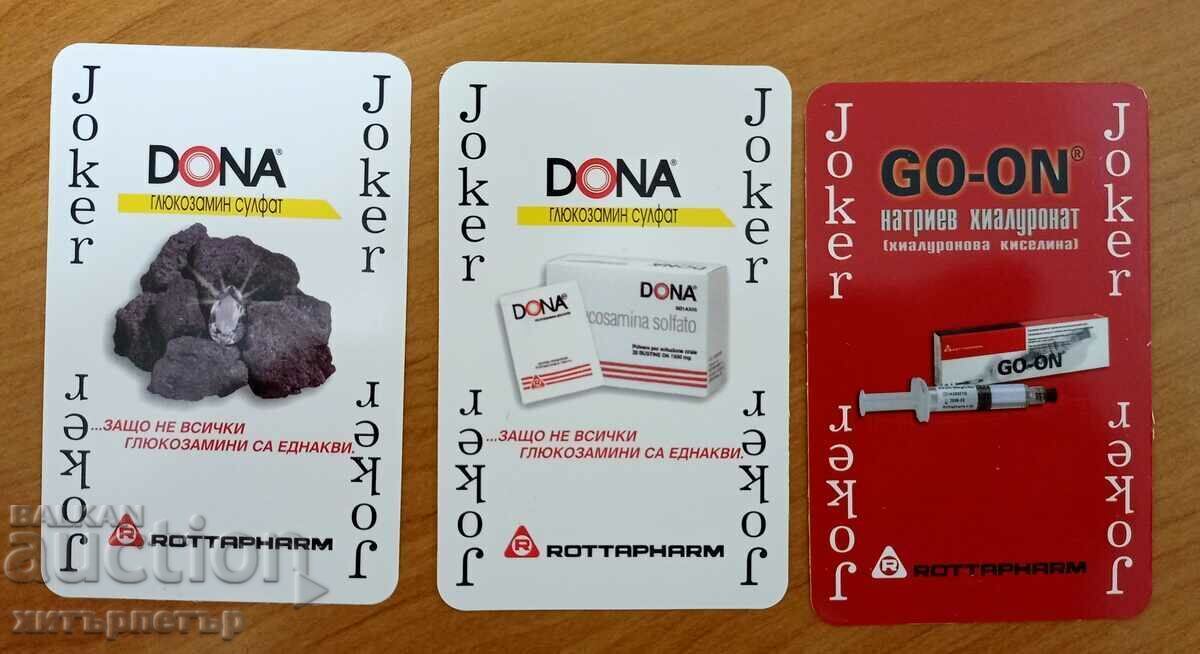 Joker
Joker
DONA®
глюкозамин сулфат
...ЗАЩО НЕ ВСИЧКИ
ГЛЮКОЗАМИНИ СА ЕДНАКВИ.
Joker
Joker
R ROTTAPHARM
Joker
Joker
DONA®
глюкозамин сулфат
DONA®
DONA®
cosamina solfato
...ЗАЩО НЕ ВСИЧКИ
ГЛЮКОЗАМИНИ СА ЕДНАКВИ.
Joker
Joker
R ROTTAPHARM
Joker
Joker
GO-ON®
натриев хиалуронат
(хиалуронова киселина)
ROTTAPHARM
GO-ON®
Joker
Joker
R ROTTAPHARM
BALKAN
auction
хитърпетър